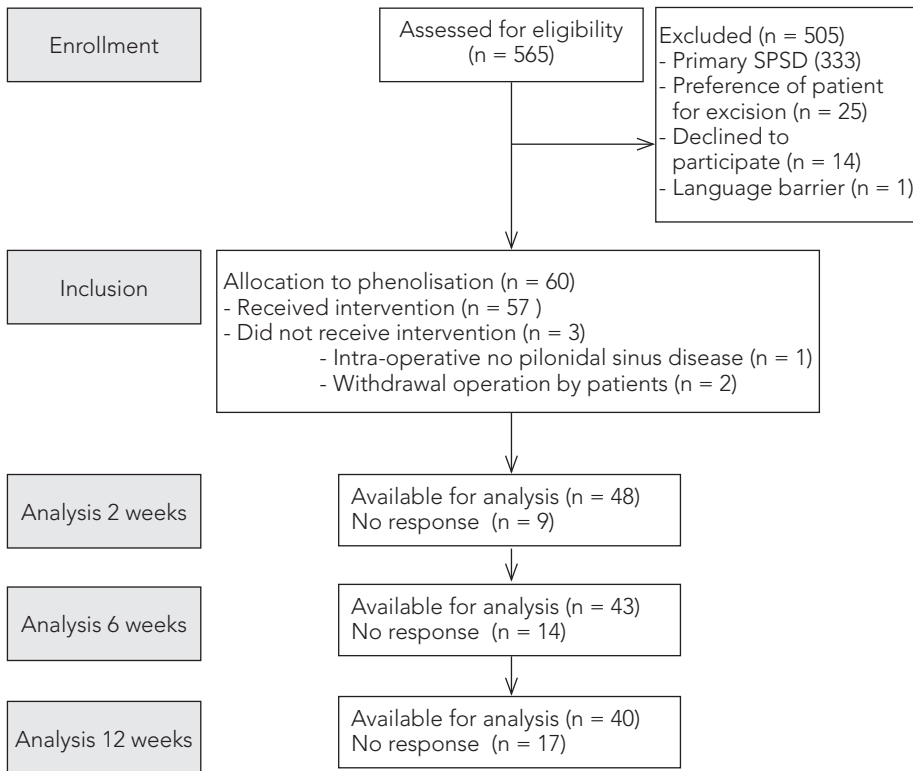 Enrollment
Assessed for eligibility
(n = 565)
Excluded (n = 505)
- Primary SPSD (333)
- Preference of patient
for excision (n = 25)
- Declined to
participate (n = 14)
- Language barrier (n = 1)
Inclusion
Allocation to phenolisation (n = 60)
- Received intervention (n = 57 )
- Did not receive intervention (n = 3)
- Intra-operative no pilonidal sinus disease (n = 1)
- Withdrawal operation by patients (n = 2)
Analysis 2 weeks
Available for analysis (n = 48)
No response (n = 9)
Analysis 6 weeks
Available for analysis (n = 43)
No response (n = 14)
Analysis 12 weeks
Available for analysis (n = 40)
No response (n = 17)